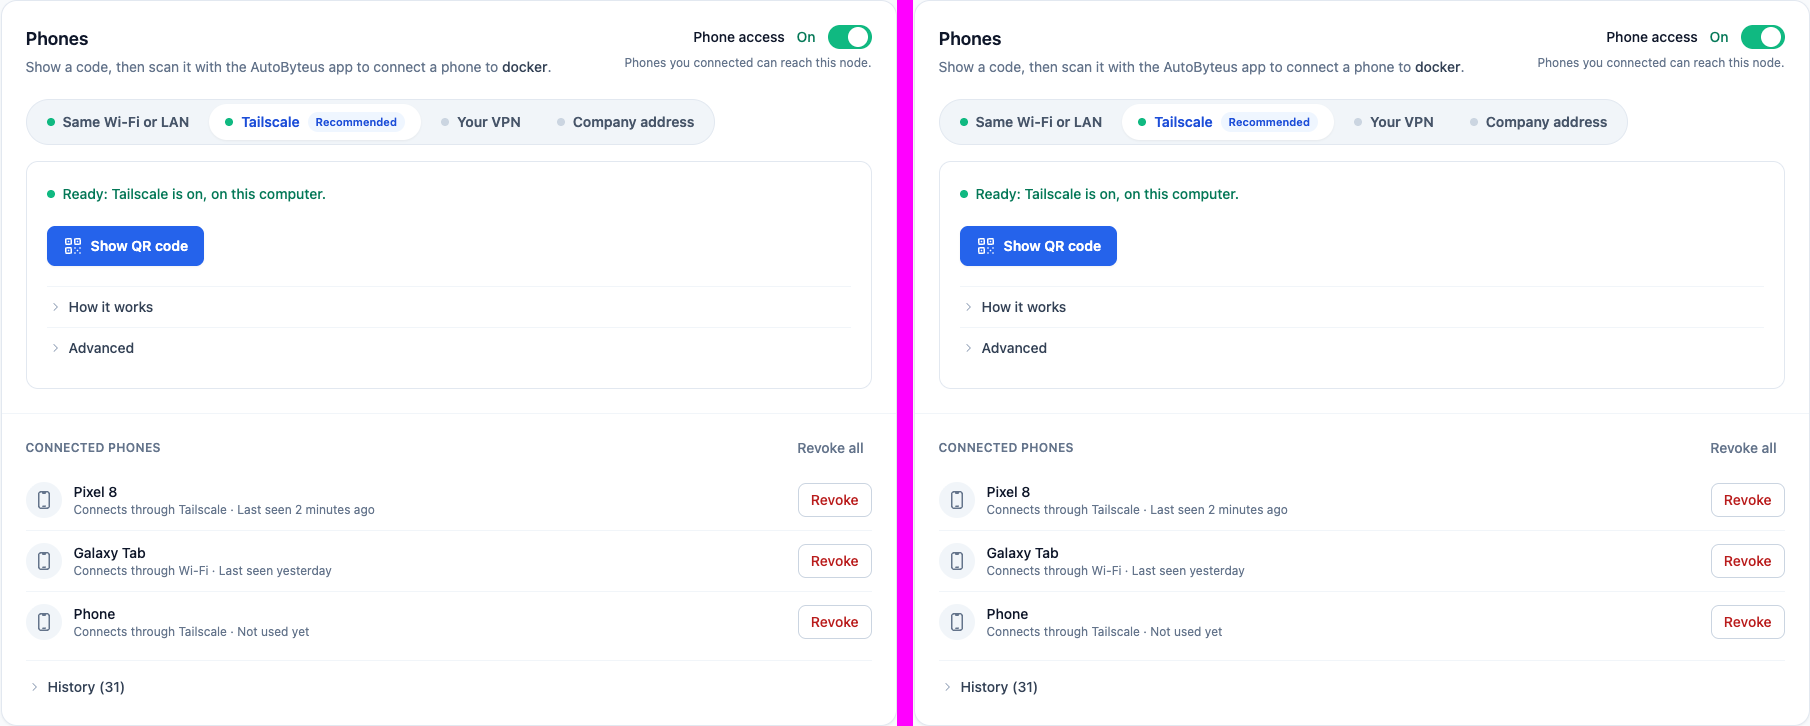 Phones
Phone access On
Show a code, then scan it with the AutoByteus app to connect a phone to docker.
Phones you connected can reach this node.
Same Wi-Fi or LAN
Tailscale Recommended
Your VPN
Company address
Ready: Tailscale is on, on this computer.
Show QR code
How it works
Advanced
CONNECTED PHONES
Revoke all
Pixel 8
Connects through Tailscale · Last seen 2 minutes ago
Revoke
Galaxy Tab
Connects through Wi-Fi · Last seen yesterday
Revoke
Phone
Connects through Tailscale · Not used yet
Revoke
History (31)
Phones
Phone access On
Show a code, then scan it with the AutoByteus app to connect a phone to docker.
Phones you connected can reach this node.
Same Wi-Fi or LAN
Tailscale Recommended
Your VPN
Company address
Ready: Tailscale is on, on this computer.
Show QR code
How it works
Advanced
CONNECTED PHONES
Revoke all
Pixel 8
Connects through Tailscale · Last seen 2 minutes ago
Revoke
Galaxy Tab
Connects through Wi-Fi · Last seen yesterday
Revoke
Phone
Connects through Tailscale · Not used yet
Revoke
History (31)